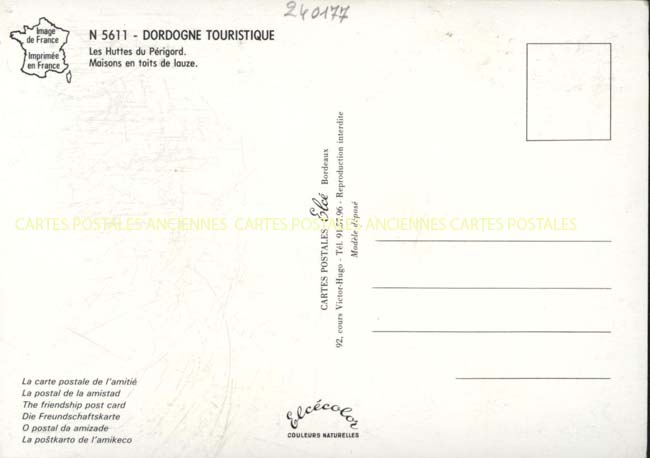 240177
Image
de France
Imprimée
en France
N 5611 - DORDOGNE TOURISTIQUE
Les Huttes du Périgord.
Maisons en toits de lauze.
CARTES POSTALES Elcé Bordeaux
92, cours Victor-Hugo - Tél. 91.57.96 - Reproduction interdite
Modèle déposé
CARTES POSTALES ANCIENNES CARTES POSTALES ANCIENNES CARTES POSTALES
La carte postale de l'amitié
La postal de la amistad
The friendship post card
Die Freundschaftskarte
O postal da amizade
La poŝtkarto de l'amikeco
Elcécolor
COULEURS NATURELLES